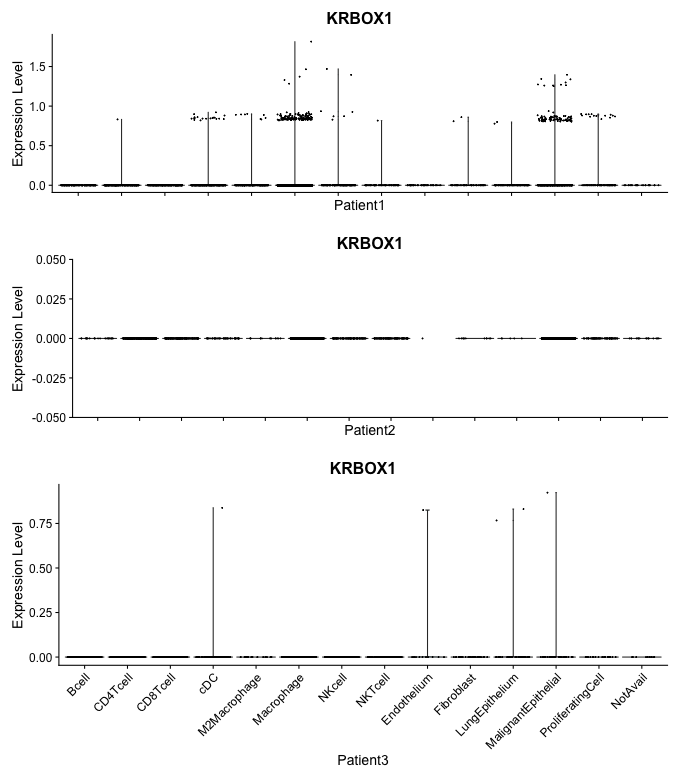 KRBOX1
Expression Level
1.5
1.0
0.5
0.0
Patient1
KRBOX1
Expression Level
0.050
0.025
0.000
-0.025
-0.050
Patient2
KRBOX1
Expression Level
0.75
0.50
0.25
0.00
Bcell
CD4Tcell
CD8Tcell
cDC
M2Macrophage
Macrophage
NKcell
NKTcell
Endothelium
Fibroblast
LungEpithelium
MalignantEpithelial
ProliferatingCell
NotAvail
Patient3